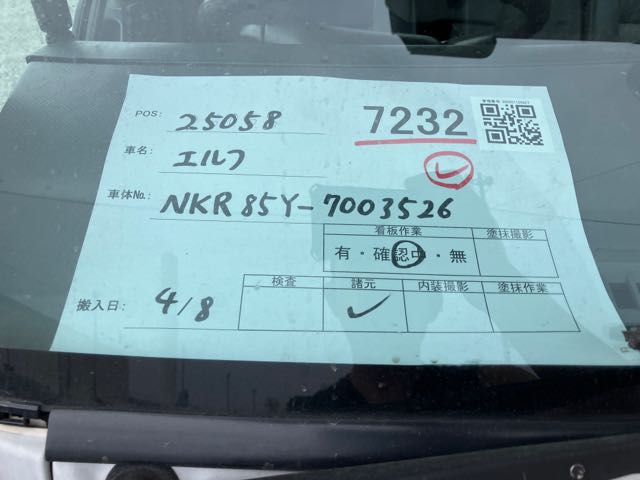 POS: 25058
7232
車名: エルフ
車体No. NKR85Y-7003526
看板作業 塗抹撮影
有・確認中・無
検査 諸元 内装撮影 塗抹作業
搬入日: 4/8